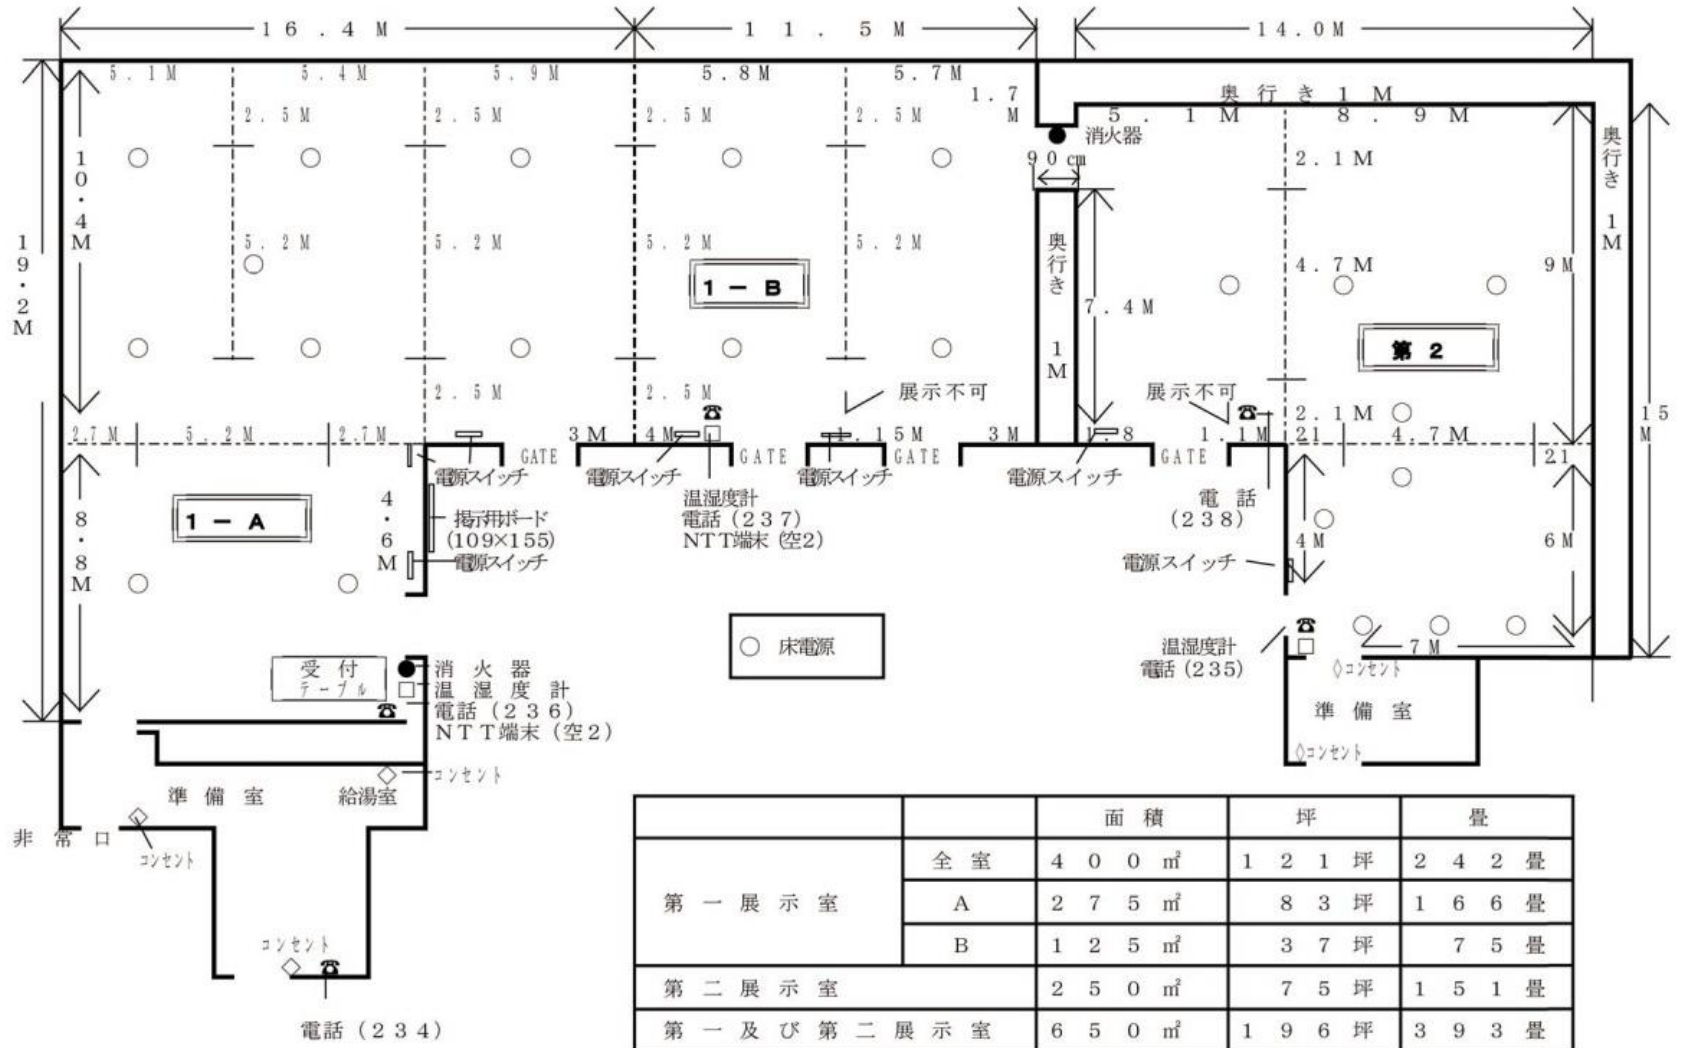 16.4M
11.5M
14.0M
5.1M
5.4M
5.9M
5.8M
5.7M
1.7M
奥行き1M
5.1M
8.9M
2.5M
2.5M
2.5M
2.5M
消火器
90cm
2.1M
奥行き 1M
10.4M
19.2M
5.2M
5.2M
5.2M
5.2M
1-B
奥行き 1M
7.4M
4.7M
9M
第2
2.5M
2.5M
展示不可
展示不可
2.1M
15M
2.7M
5.2M
2.7M
3M
4M
1.15M
3M
1.8
1.1M
21
4.7M
21
GATE
GATE
GATE
GATE
電源スイッチ
電源スイッチ
電源スイッチ
電源スイッチ
1-A
8.8M
4.6M
掲示用ボード
(109×155)
電源スイッチ
温湿度計
電話(237)
NTT端末(空2)
電話
(238)
電源スイッチ
4M
6M
床電源
温湿度計
電話(235)
7M
コンセント
準備室
コンセント
受付
テーブル
消火器
温湿度計
電話(236)
NTT端末(空2)
コンセント
準備室
給湯室
非常口
コンセント
コンセント
電話(234)
面積 坪 畳
第一展示室 全室 400㎡ 121坪 242畳
A 275㎡ 83坪 166畳
B 125㎡ 37坪 75畳
第二展示室 250㎡ 75坪 151畳
第一及び第二展示室 650㎡ 196坪 393畳